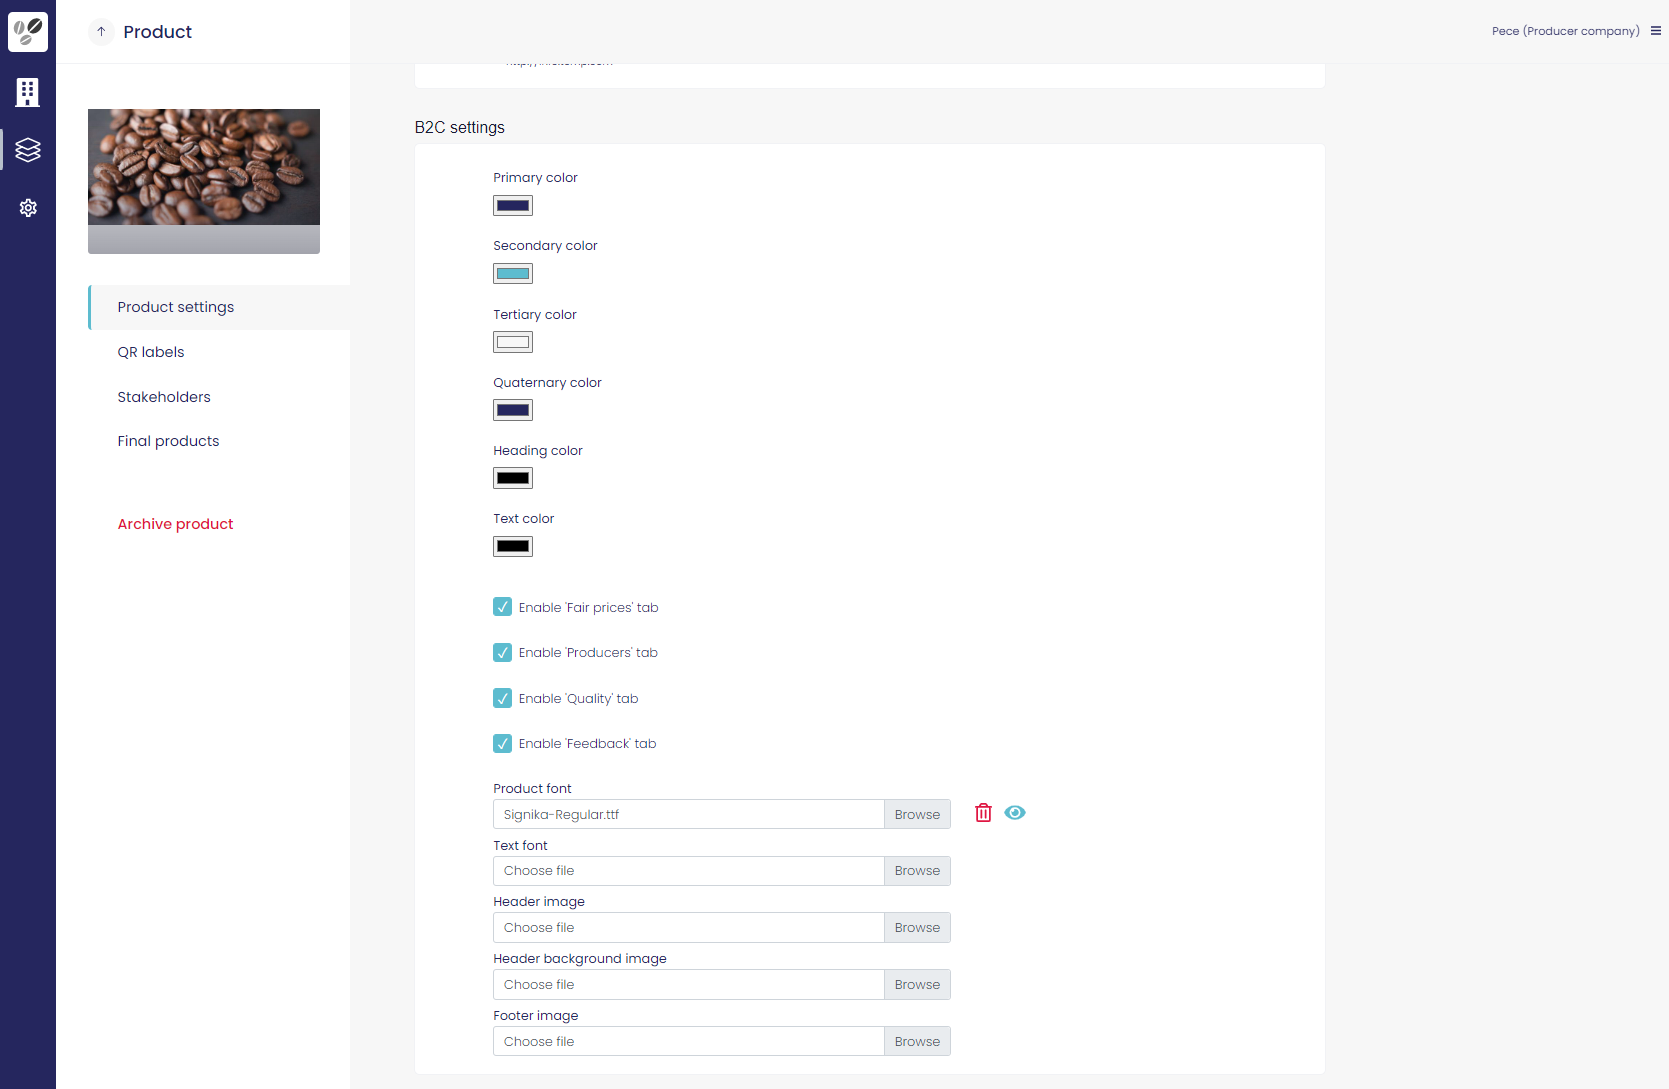 Product
Pece (Producer company)
B2C settings
Primary color
Secondary color
Tertiary color
Quaternary color
Heading color
Text color
Enable 'Fair prices' tab
Enable 'Producers' tab
Enable 'Quality' tab
Enable 'Feedback' tab
Product font
Signika-Regular.ttf Browse
Text font
Choose file Browse
Header image
Choose file Browse
Header background image
Choose file Browse
Footer image
Choose file Browse
Product settings
QR labels
Stakeholders
Final products
Archive product